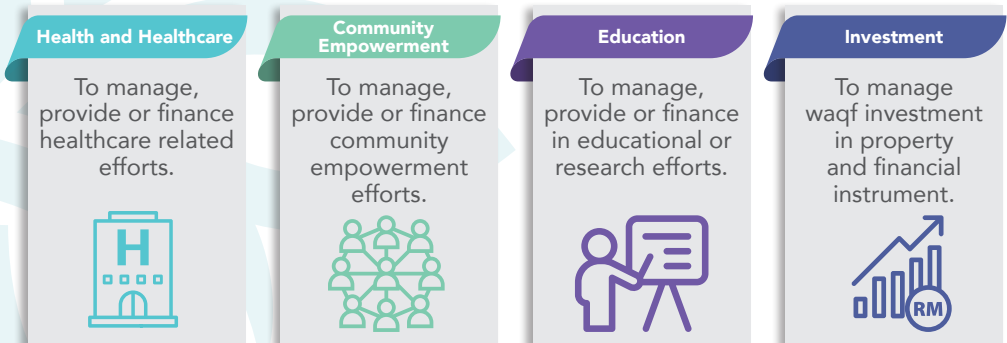 Health and Healthcare
To manage,
provide or finance
healthcare related
efforts.
H
Community
Empowerment
To manage,
provide or finance
community
empowerment
efforts.
Education
To manage,
provide or finance
in educational or
research efforts.
Investment
To manage
waqf investment
in property
and financial
instrument.
RM